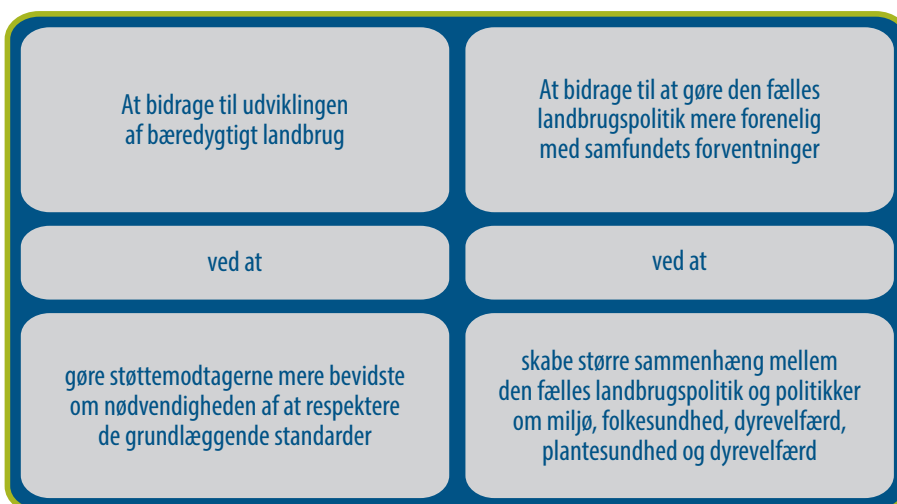 At bidrage til udviklingen
af bæredygtigt landbrug
ved at
gøre støttemodtagerne mere bevidste
om nødvendigheden af at respektere
de grundlæggende standarder
At bidrage til at gøre den fælles
landbrugspolitik mere forenelig
med samfundets forventninger
ved at
skabe større sammenhæng mellem
den fælles landbrugspolitik og politikker
om miljø, folkesundhed, dyrevelfærd,
plantesundhed og dyrevelfærd